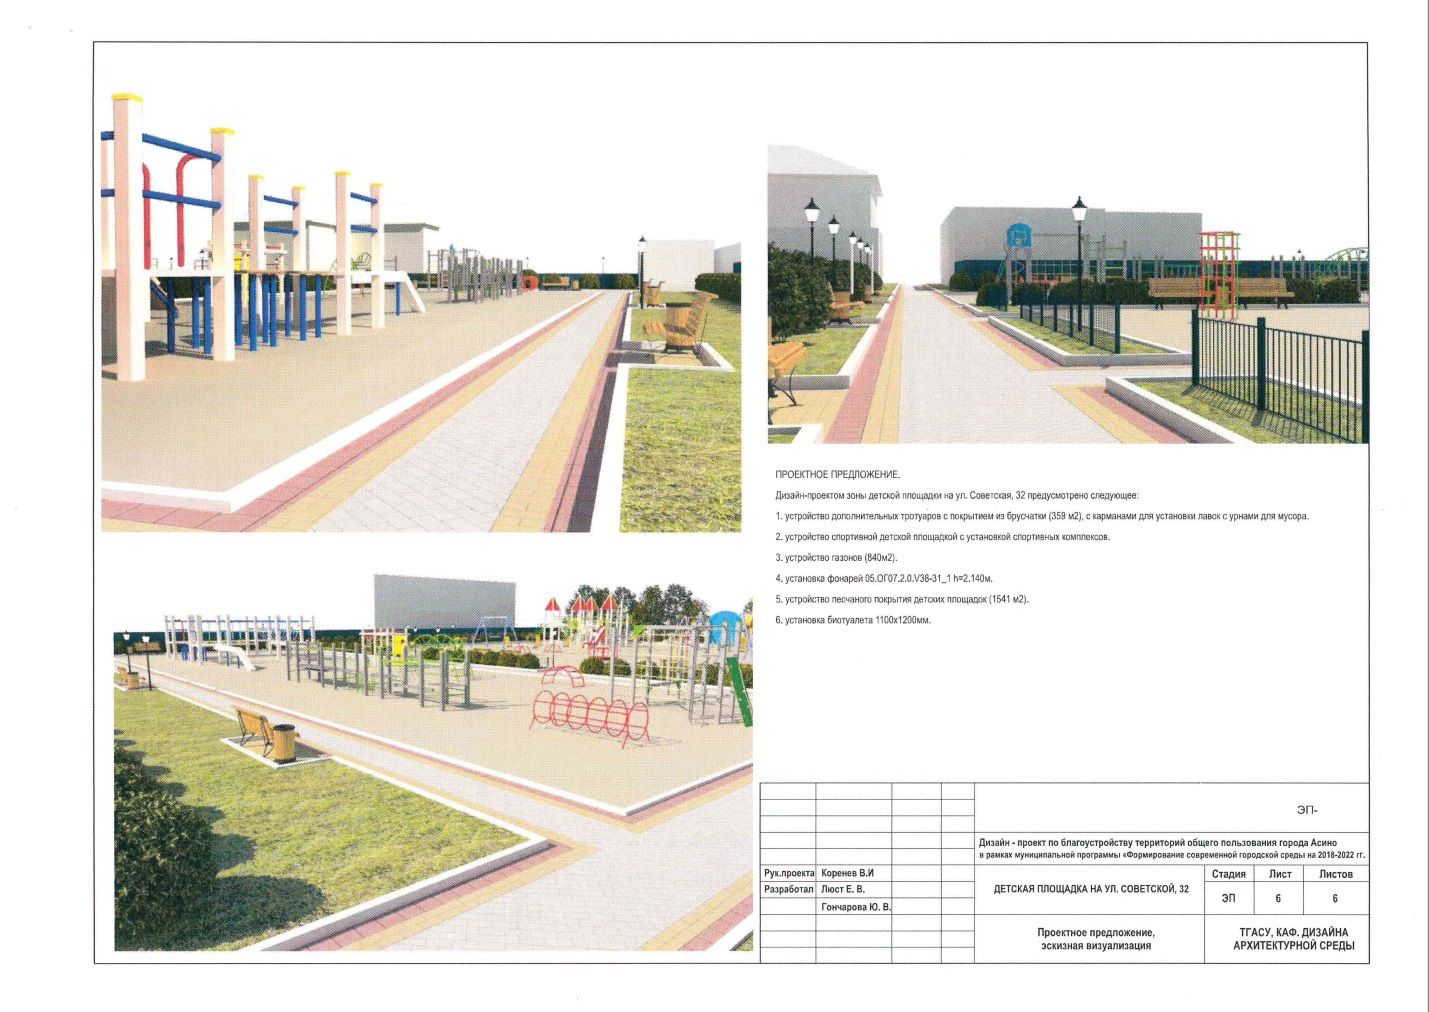 ПРОЕКТНОЕ ПРЕДЛОЖЕНИЕ.
Дизайн-проектом зоны детской площадки на ул. Советская, 32 предусмотрено следующее:
1. устройство дополнительных тротуаров с покрытием из брусчатки (359 м2), с карманами для установки лавок с урнами для мусора.
2. устройство спортивной детской площадкой с установкой спортивных комплексов.
3. устройство газонов (840м2).
4. установка фонарей 05.ОГ07.2.0.V38-31_1 h=2.140м.
5. устройство песчаного покрытия детских площадок (1541 м2).
6. установка биотуалета 1100х1200мм.
ЭП-
Дизайн - проект по благоустройству территорий общего пользования города Асино
в рамках муниципальной программы «Формирование современной городской среды на 2018-2022 гг.
Рук.проекта Коренев В.И
Разработал Люст Е. В.
Гончарова Ю. В.
ДЕТСКАЯ ПЛОЩАДКА НА УЛ. СОВЕТСКОЙ, 32
Стадия Лист Листов
ЭП 6 6
Проектное предложение,
эскизная визуализация
ТГАСУ, КАФ. ДИЗАЙНА
АРХИТЕКТУРНОЙ СРЕДЫ